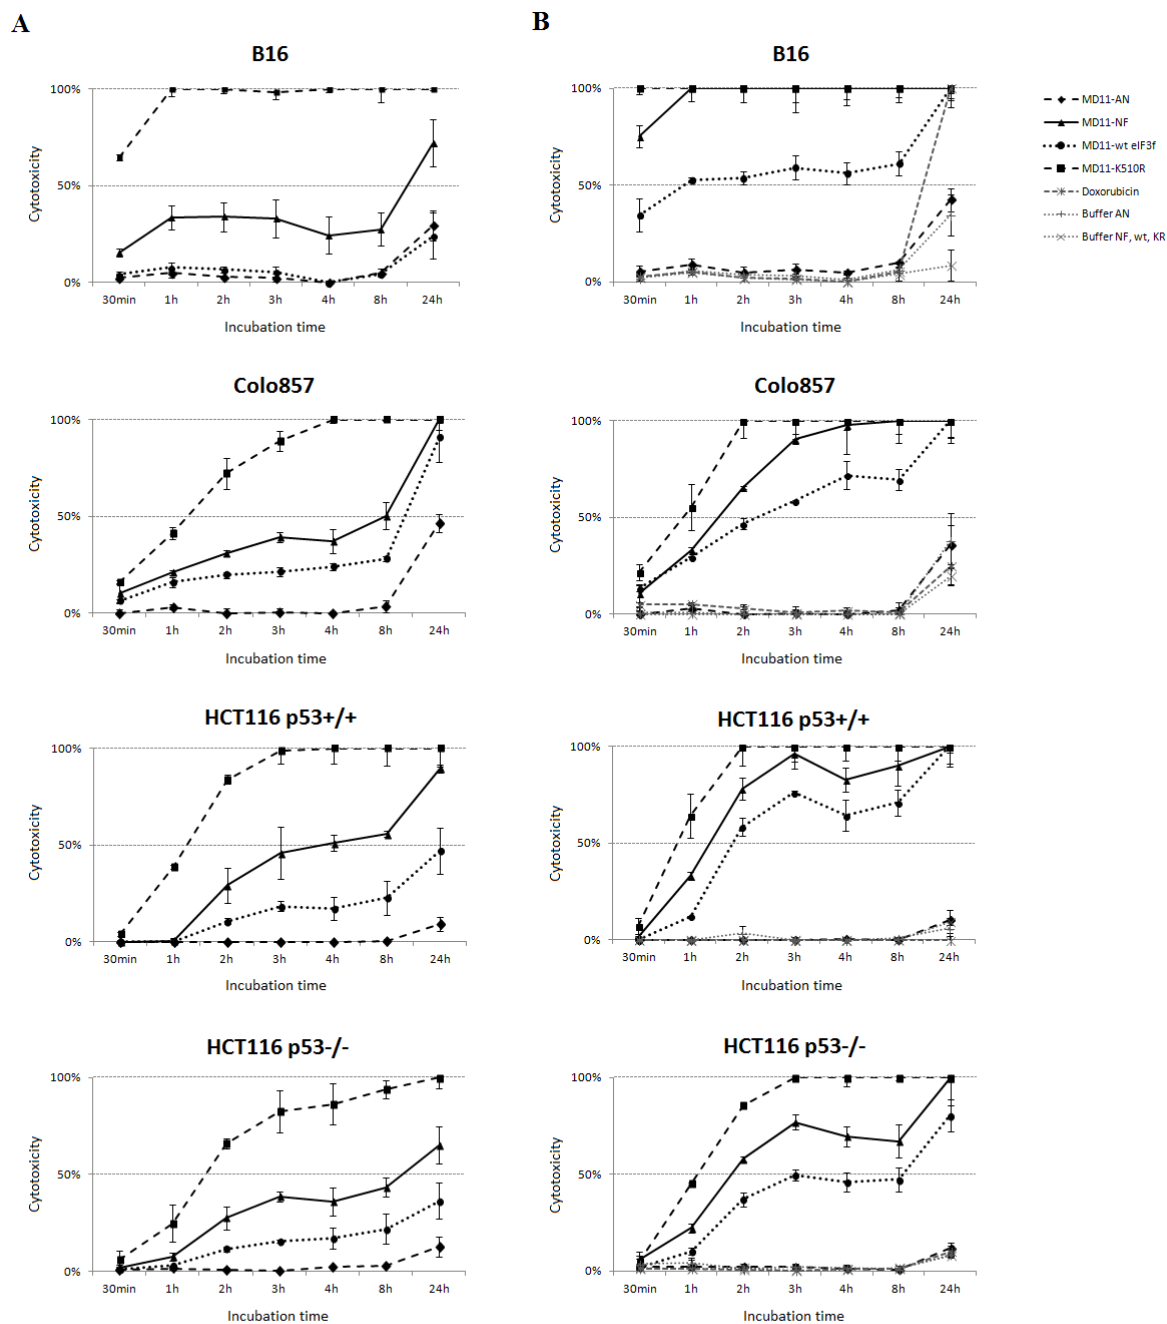 A
B
B16
100%
50%
0%
Cytotoxicity
30min 1h 2h 3h 4h 8h 24h
Incubation time
B16
100%
50%
0%
Cytotoxicity
30min 1h 2h 3h 4h 8h 24h
Incubation time
MD11-AN
MD11-NF
MD11-wt eIF3f
MD11-K510R
Doxorubicin
Buffer AN
Buffer NF, wt, KR
Colo857
100%
50%
0%
Cytotoxicity
30min 1h 2h 3h 4h 8h 24h
Incubation time
Colo857
100%
50%
0%
Cytotoxicity
30min 1h 2h 3h 4h 8h 24h
Incubation time
HCT116 p53+/+
100%
50%
0%
Cytotoxicity
30min 1h 2h 3h 4h 8h 24h
Incubation time
HCT116 p53+/+
100%
50%
0%
Cytotoxicity
30min 1h 2h 3h 4h 8h 24h
Incubation time
HCT116 p53-/-
100%
50%
0%
Cytotoxicity
30min 1h 2h 3h 4h 8h 24h
Incubation time
HCT116 p53-/-
100%
50%
0%
Cytotoxicity
30min 1h 2h 3h 4h 8h 24h
Incubation time